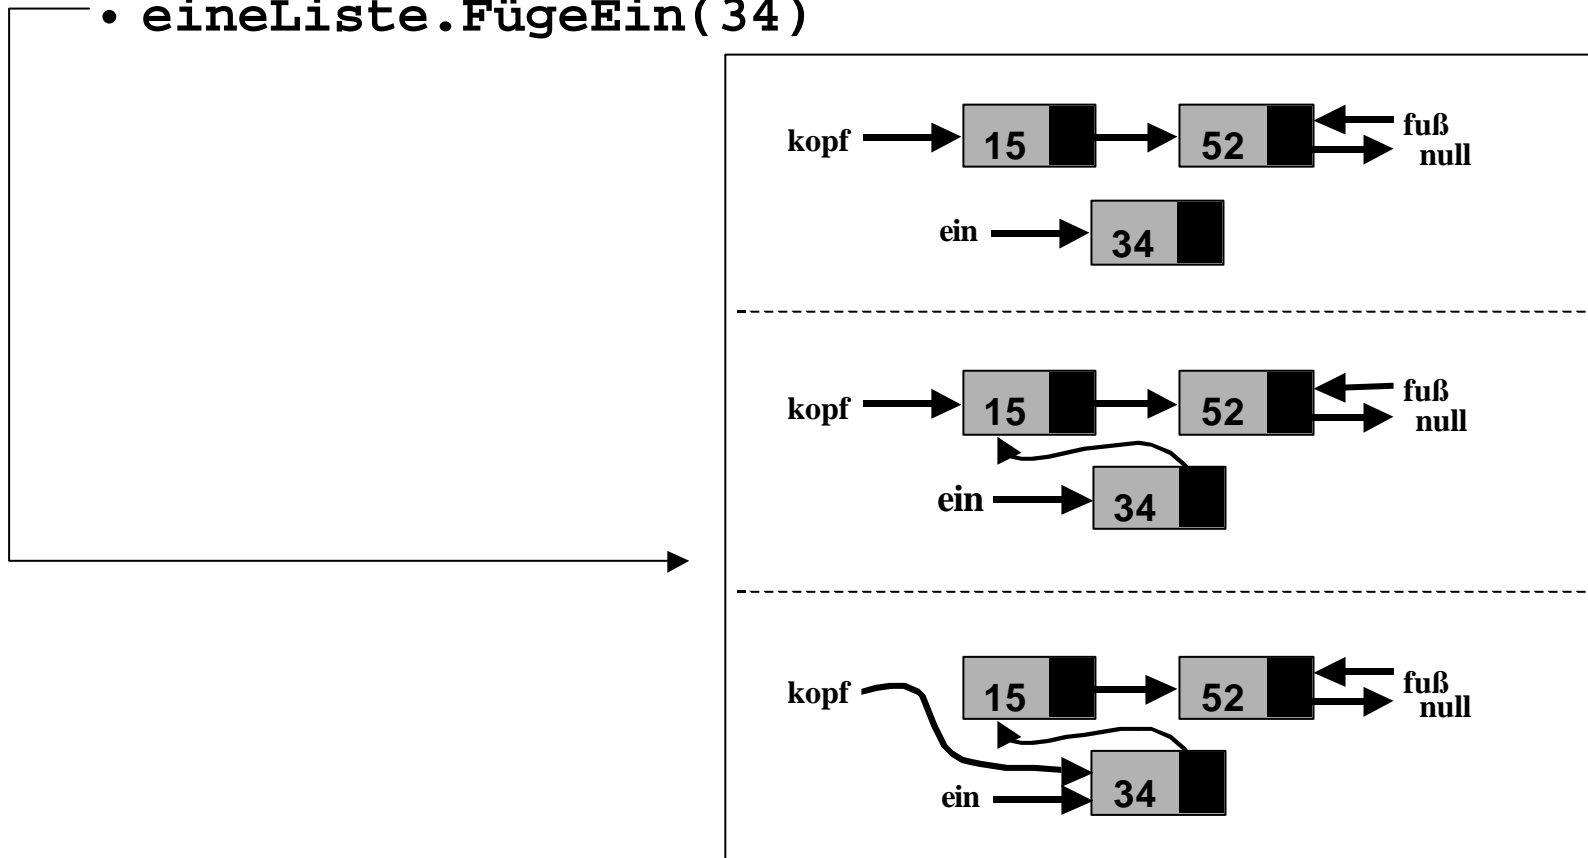 • eineListe.FügeEin(34)
kopf 15 52 fuß
null
ein 34
kopf 15 52 fuß
null
ein 34
kopf 15 52 fuß
null
ein 34